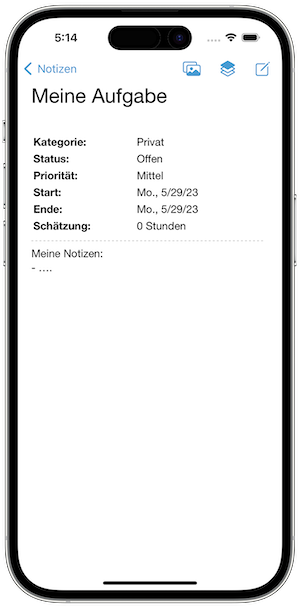 5:14
Notizen
Meine Aufgabe
Kategorie: Privat
Status: Offen
Priorität: Mittel
Start: Mo., 5/29/23
Ende: Mo., 5/29/23
Schätzung: 0 Stunden
Meine Notizen:
- ....